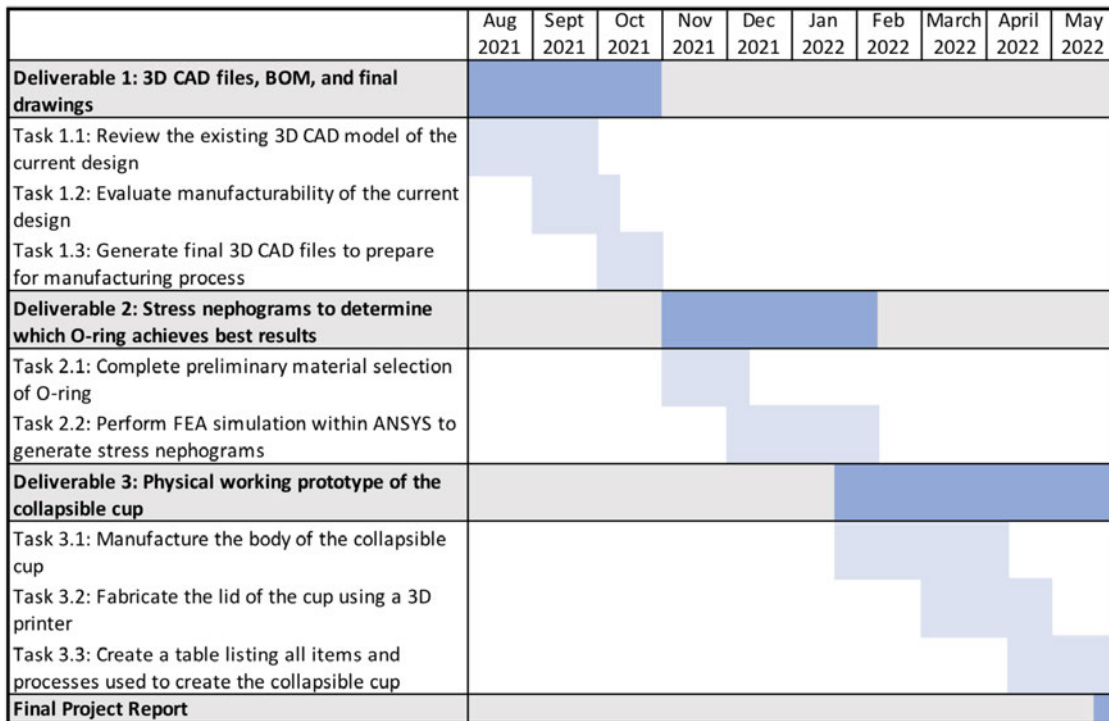 Aug Sept Oct Nov Dec Jan Feb March April May
2021 2021 2021 2021 2021 2022 2022 2022 2022 2022
Deliverable 1: 3D CAD files, BOM, and final
drawings
Task 1.1: Review the existing 3D CAD model of the
current design
Task 1.2: Evaluate manufacturability of the current
design
Task 1.3: Generate final 3D CAD files to prepare
for manufacturing process
Deliverable 2: Stress nephograms to determine
which O-ring achieves best results
Task 2.1: Complete preliminary material selection
of O-ring
Task 2.2: Perform FEA simulation within ANSYS to
generate stress nephograms
Deliverable 3: Physical working prototype of the
collapsible cup
Task 3.1: Manufacture the body of the collapsible
cup
Task 3.2: Fabricate the lid of the cup using a 3D
printer
Task 3.3: Create a table listing all items and
processes used to create the collapsible cup
Final Project Report